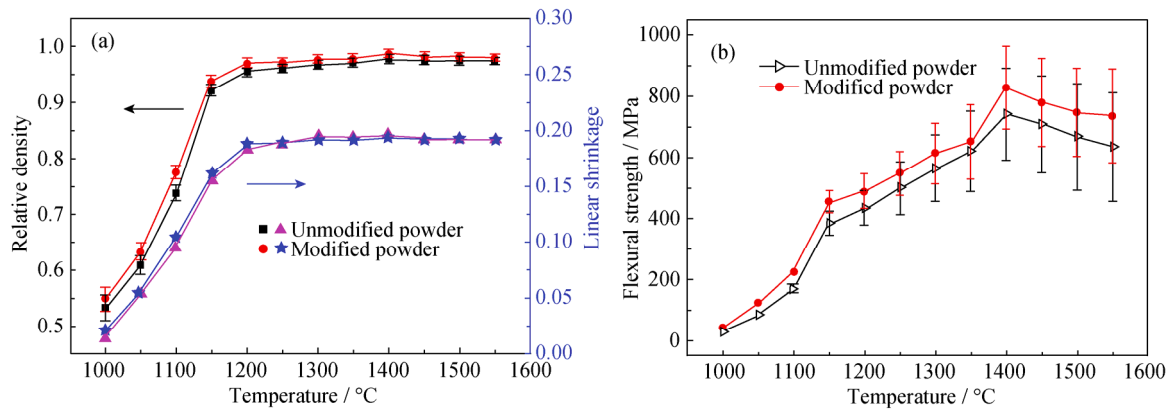 (a)
1.0
0.9
0.8
0.7
0.6
0.5
Relative density
0.30
0.25
0.20
0.15
0.10
0.05
0.00
Linear shrinkage
Unmodified powder
Modified powder
1000 1100 1200 1300 1400 1500 1600
Temperature / °C
(b)
1000
800
600
400
200
0
Flexural strength / MPa
Unmodified powder
Modified powder
1000 1100 1200 1300 1400 1500 1600
Temperature / °C